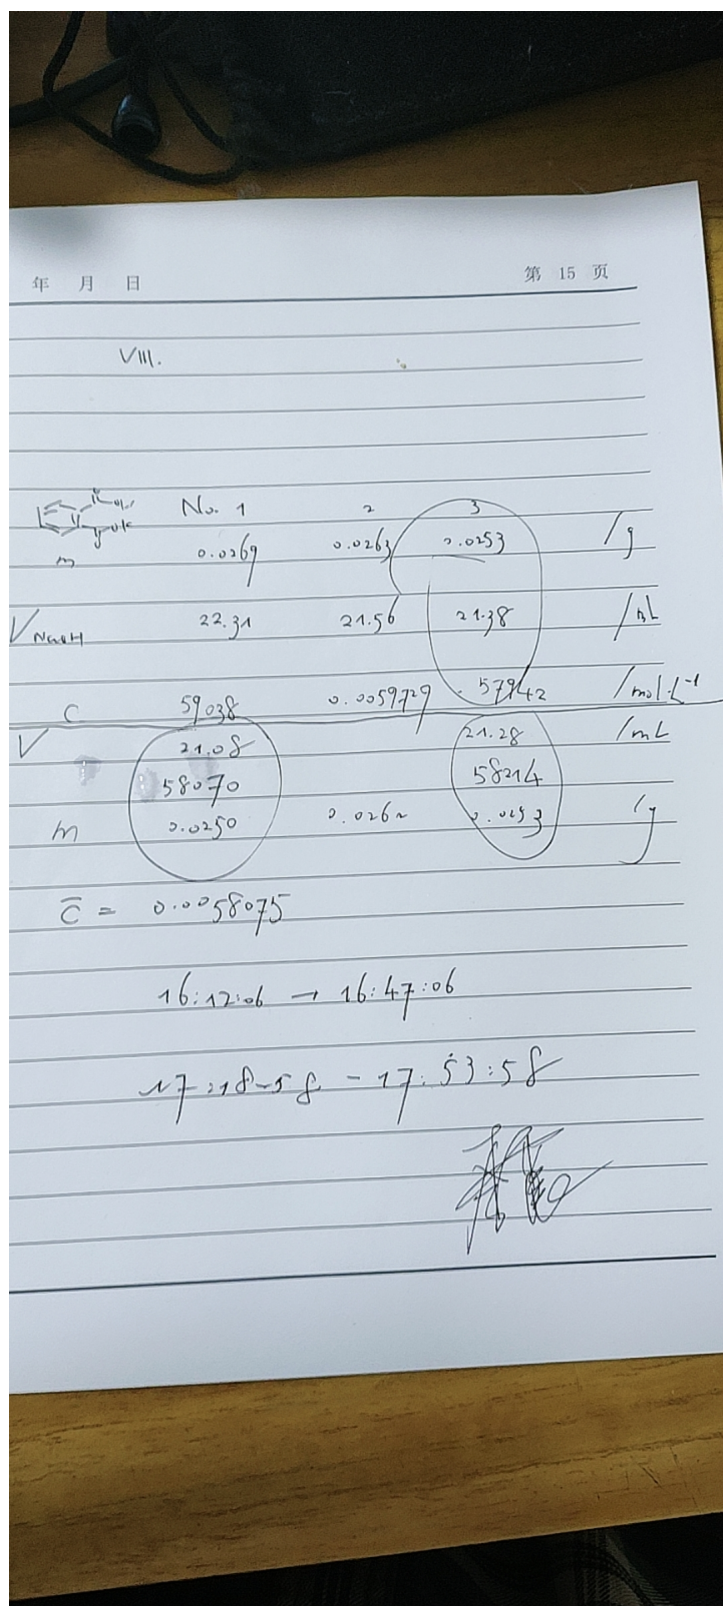 年 月 日 第 15 页
VIII.
No. 1 2 3
m 0.0269 0.0263 0.0253 /g
V NaOH 22.31 21.56 21.38 /mL
C 59038 0.0059729 57942 /mol·L⁻¹
V 21.08 21.28 /mL
58070 58214
m 0.0250 0.0262 0.0253 /g
C̄ = 0.0058075
16:12:06 → 16:47:06
17:18:58 - 17:53:58